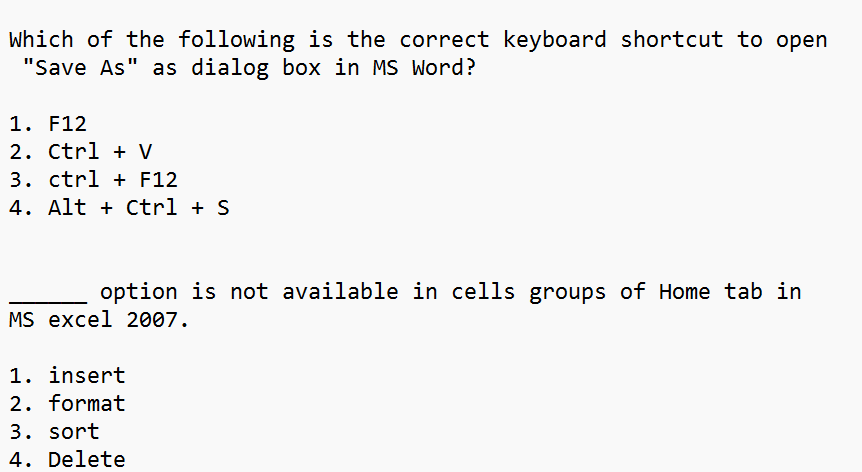 Which of the following is the correct keyboard shortcut to open
"Save As" as dialog box in MS Word?
1. F12
2. Ctrl + V
3. ctrl + F12
4. Alt + Ctrl + S
______ option is not available in cells groups of Home tab in
MS excel 2007.
1. insert
2. format
3. sort
4. Delete